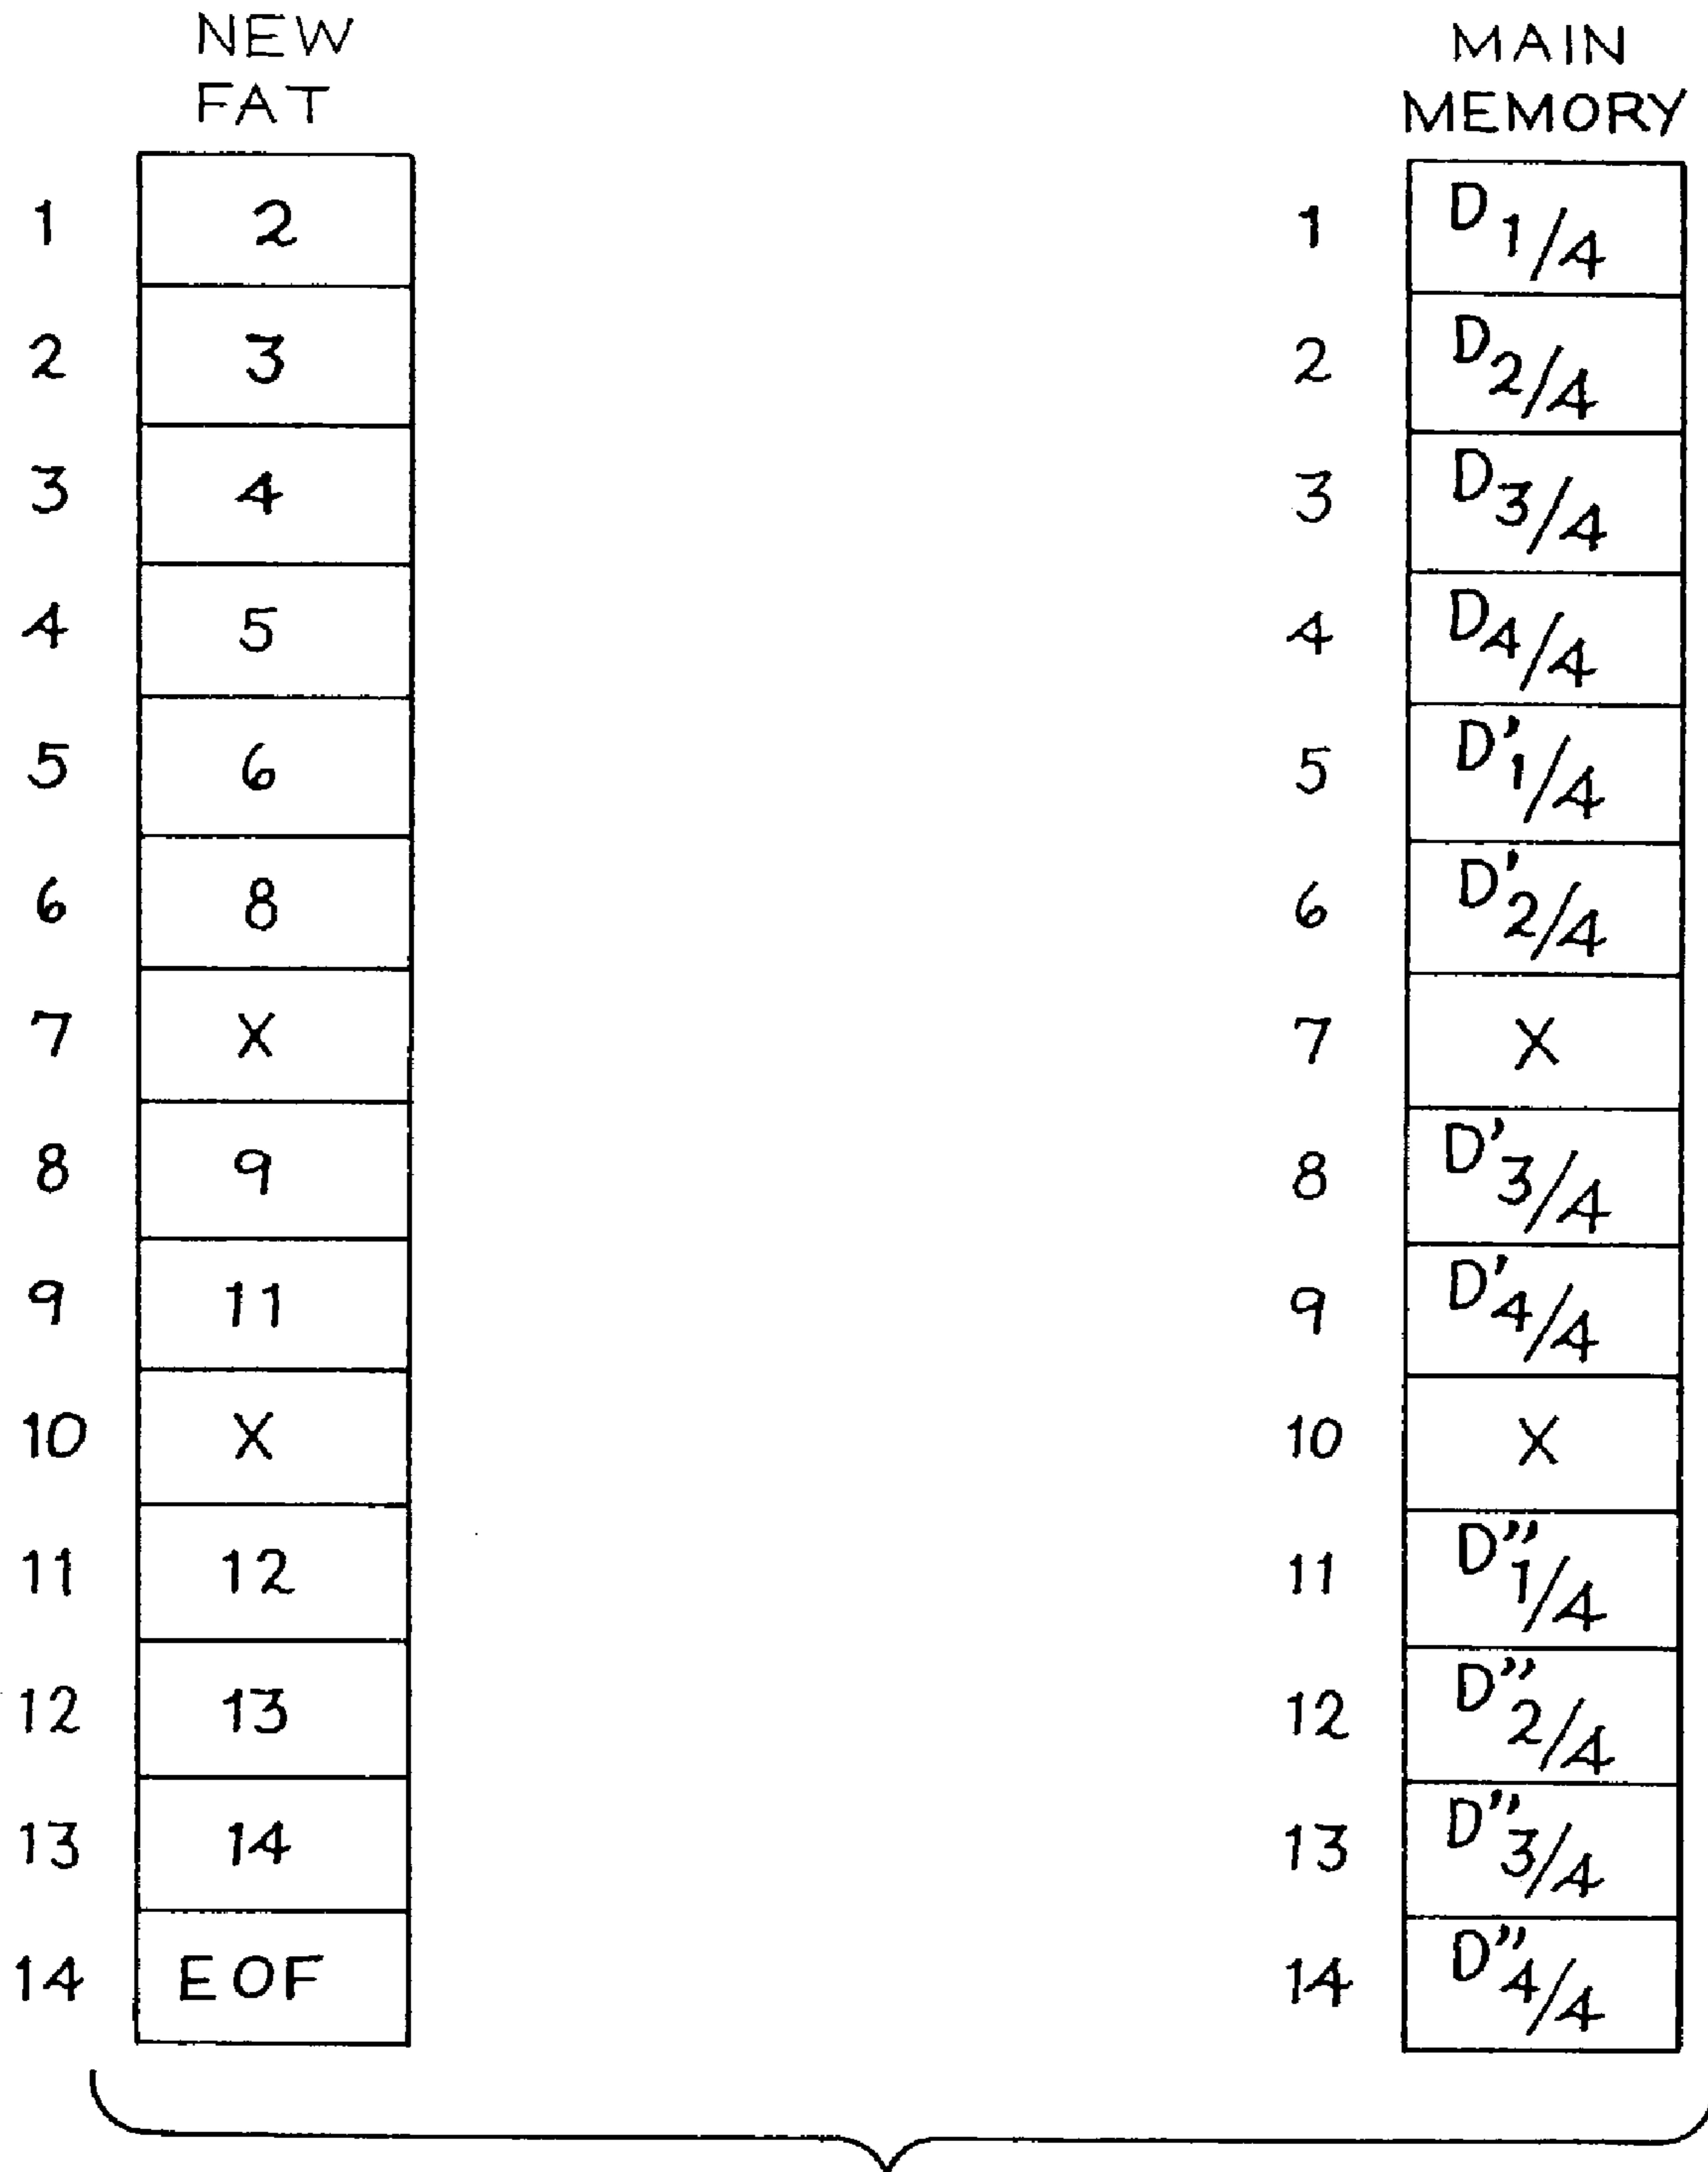 NEW FAT
1 2
2 3
3 4
4 5
5 6
6 8
7 X
8 9
9 11
10 X
11 12
12 13
13 14
14 EOF
MAIN MEMORY
1 D1/4
2 D2/4
3 D3/4
4 D4/4
5 D'1/4
6 D'2/4
7 X
8 D'3/4
9 D'4/4
10 X
11 D"1/4
12 D"2/4
13 D"3/4
14 D"4/4